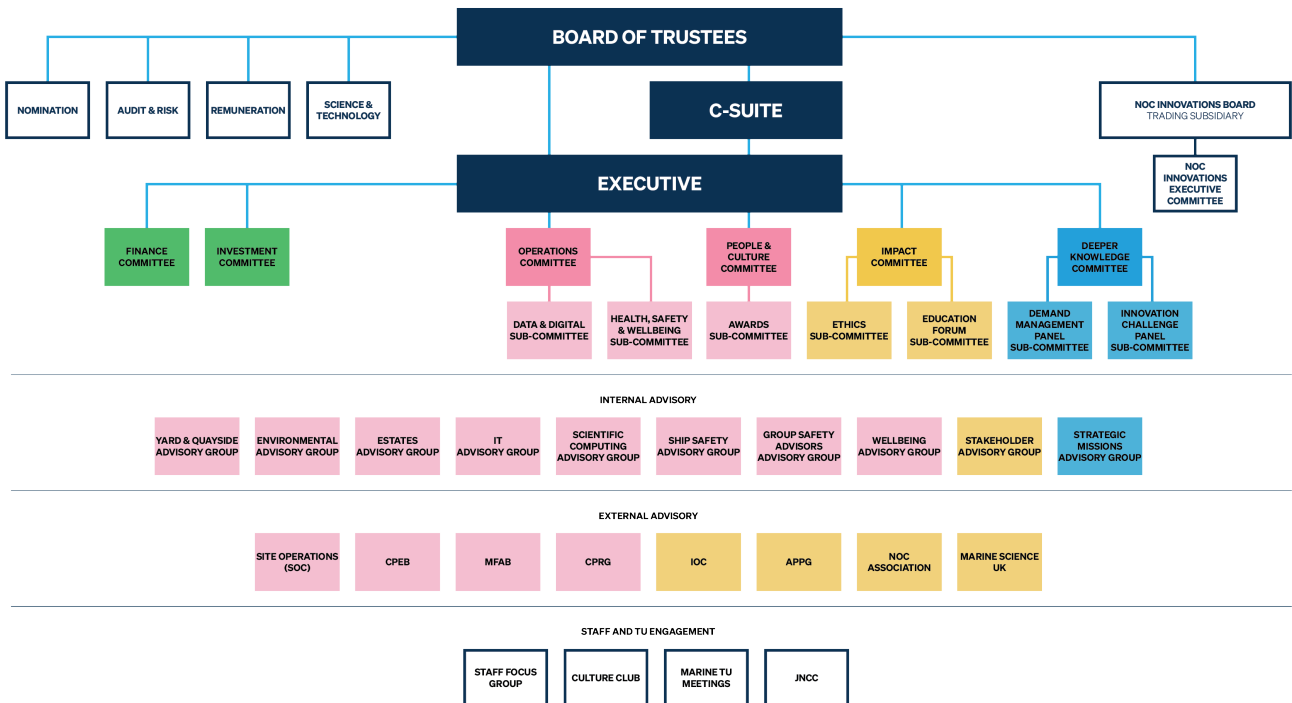 BOARD OF TRUSTEES
NOMINATION
AUDIT & RISK
REMUNERATION
SCIENCE &
TECHNOLOGY
C-SUITE
NOC INNOVATIONS BOARD
TRADING SUBSIDIARY
EXECUTIVE
NOC
INNOVATIONS
EXECUTIVE
COMMITTEE
FINANCE
COMMITTEE
INVESTMENT
COMMITTEE
OPERATIONS
COMMITTEE
PEOPLE &
CULTURE
COMMITTEE
IMPACT
COMMITTEE
DEEPER
KNOWLEDGE
COMMITTEE
DATA & DIGITAL
SUB-COMMITTEE
HEALTH, SAFETY
& WELLBEING
SUB-COMMITTEE
AWARDS
SUB-COMMITTEE
ETHICS
SUB-COMMITTEE
EDUCATION
FORUM
SUB-COMMITTEE
DEMAND
MANAGEMENT
PANEL
SUB-COMMITTEE
INNOVATION
CHALLENGE
PANEL
SUB-COMMITTEE
INTERNAL ADVISORY
YARD & QUAYSIDE
ADVISORY GROUP
ENVIRONMENTAL
ADVISORY GROUP
ESTATES
ADVISORY GROUP
IT
ADVISORY GROUP
SCIENTIFIC
COMPUTING
ADVISORY GROUP
SHIP SAFETY
ADVISORY GROUP
GROUP SAFETY
ADVISORS
ADVISORY GROUP
WELLBEING
ADVISORY GROUP
STAKEHOLDER
ADVISORY GROUP
STRATEGIC
MISSIONS
ADVISORY GROUP
EXTERNAL ADVISORY
SITE OPERATIONS
(SOC)
CPEB
MFAB
CPRG
IOC
APPG
NOC
ASSOCIATION
MARINE SCIENCE
UK
STAFF AND TU ENGAGEMENT
STAFF FOCUS
GROUP
CULTURE CLUB
MARINE TU
MEETINGS
JNCC